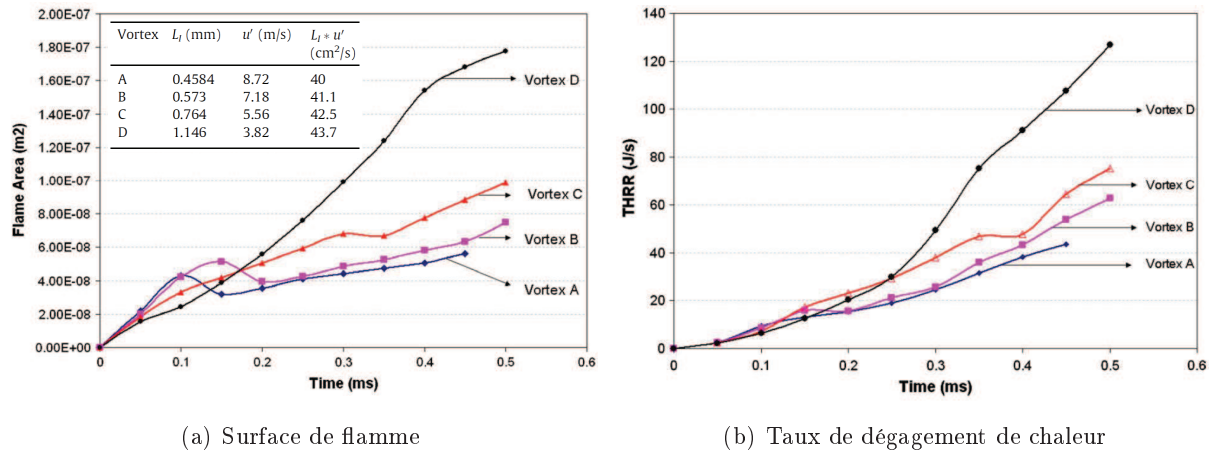 2.00E-07
1.80E-07
1.60E-07
1.40E-07
1.20E-07
1.00E-07
8.00E-08
6.00E-08
4.00E-08
2.00E-08
0.00E+00
Flame Area (m2)
Vortex L_I (mm) u′ (m/s) L_I * u′
(cm²/s)
A 0.4584 8.72 40
B 0.573 7.18 41.1
C 0.764 5.56 42.5
D 1.146 3.82 43.7
Vortex D
Vortex C
Vortex B
Vortex A
0 0.1 0.2 0.3 0.4 0.5 0.6
Time (ms)
(a) Surface de flamme
140
120
100
80
60
40
20
0
THRR (J/s)
Vortex D
Vortex C
Vortex B
Vortex A
0 0.1 0.2 0.3 0.4 0.5 0.6
Time (ms)
(b) Taux de dégagement de chaleur